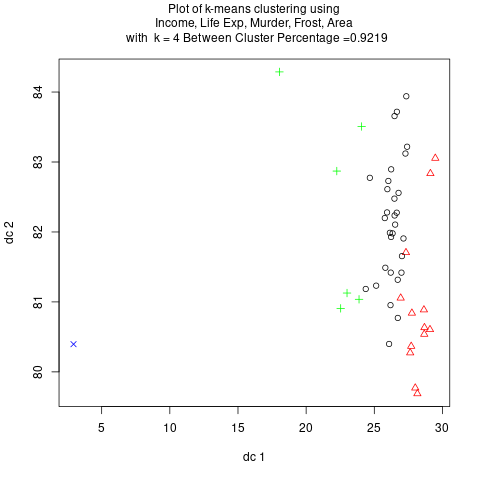 Plot of k-means clustering using
Income, Life Exp, Murder, Frost, Area
with k = 4 Between Cluster Percentage =0.9219
84
83
82
81
80
dc 2
5
10
15
20
25
30
dc 1